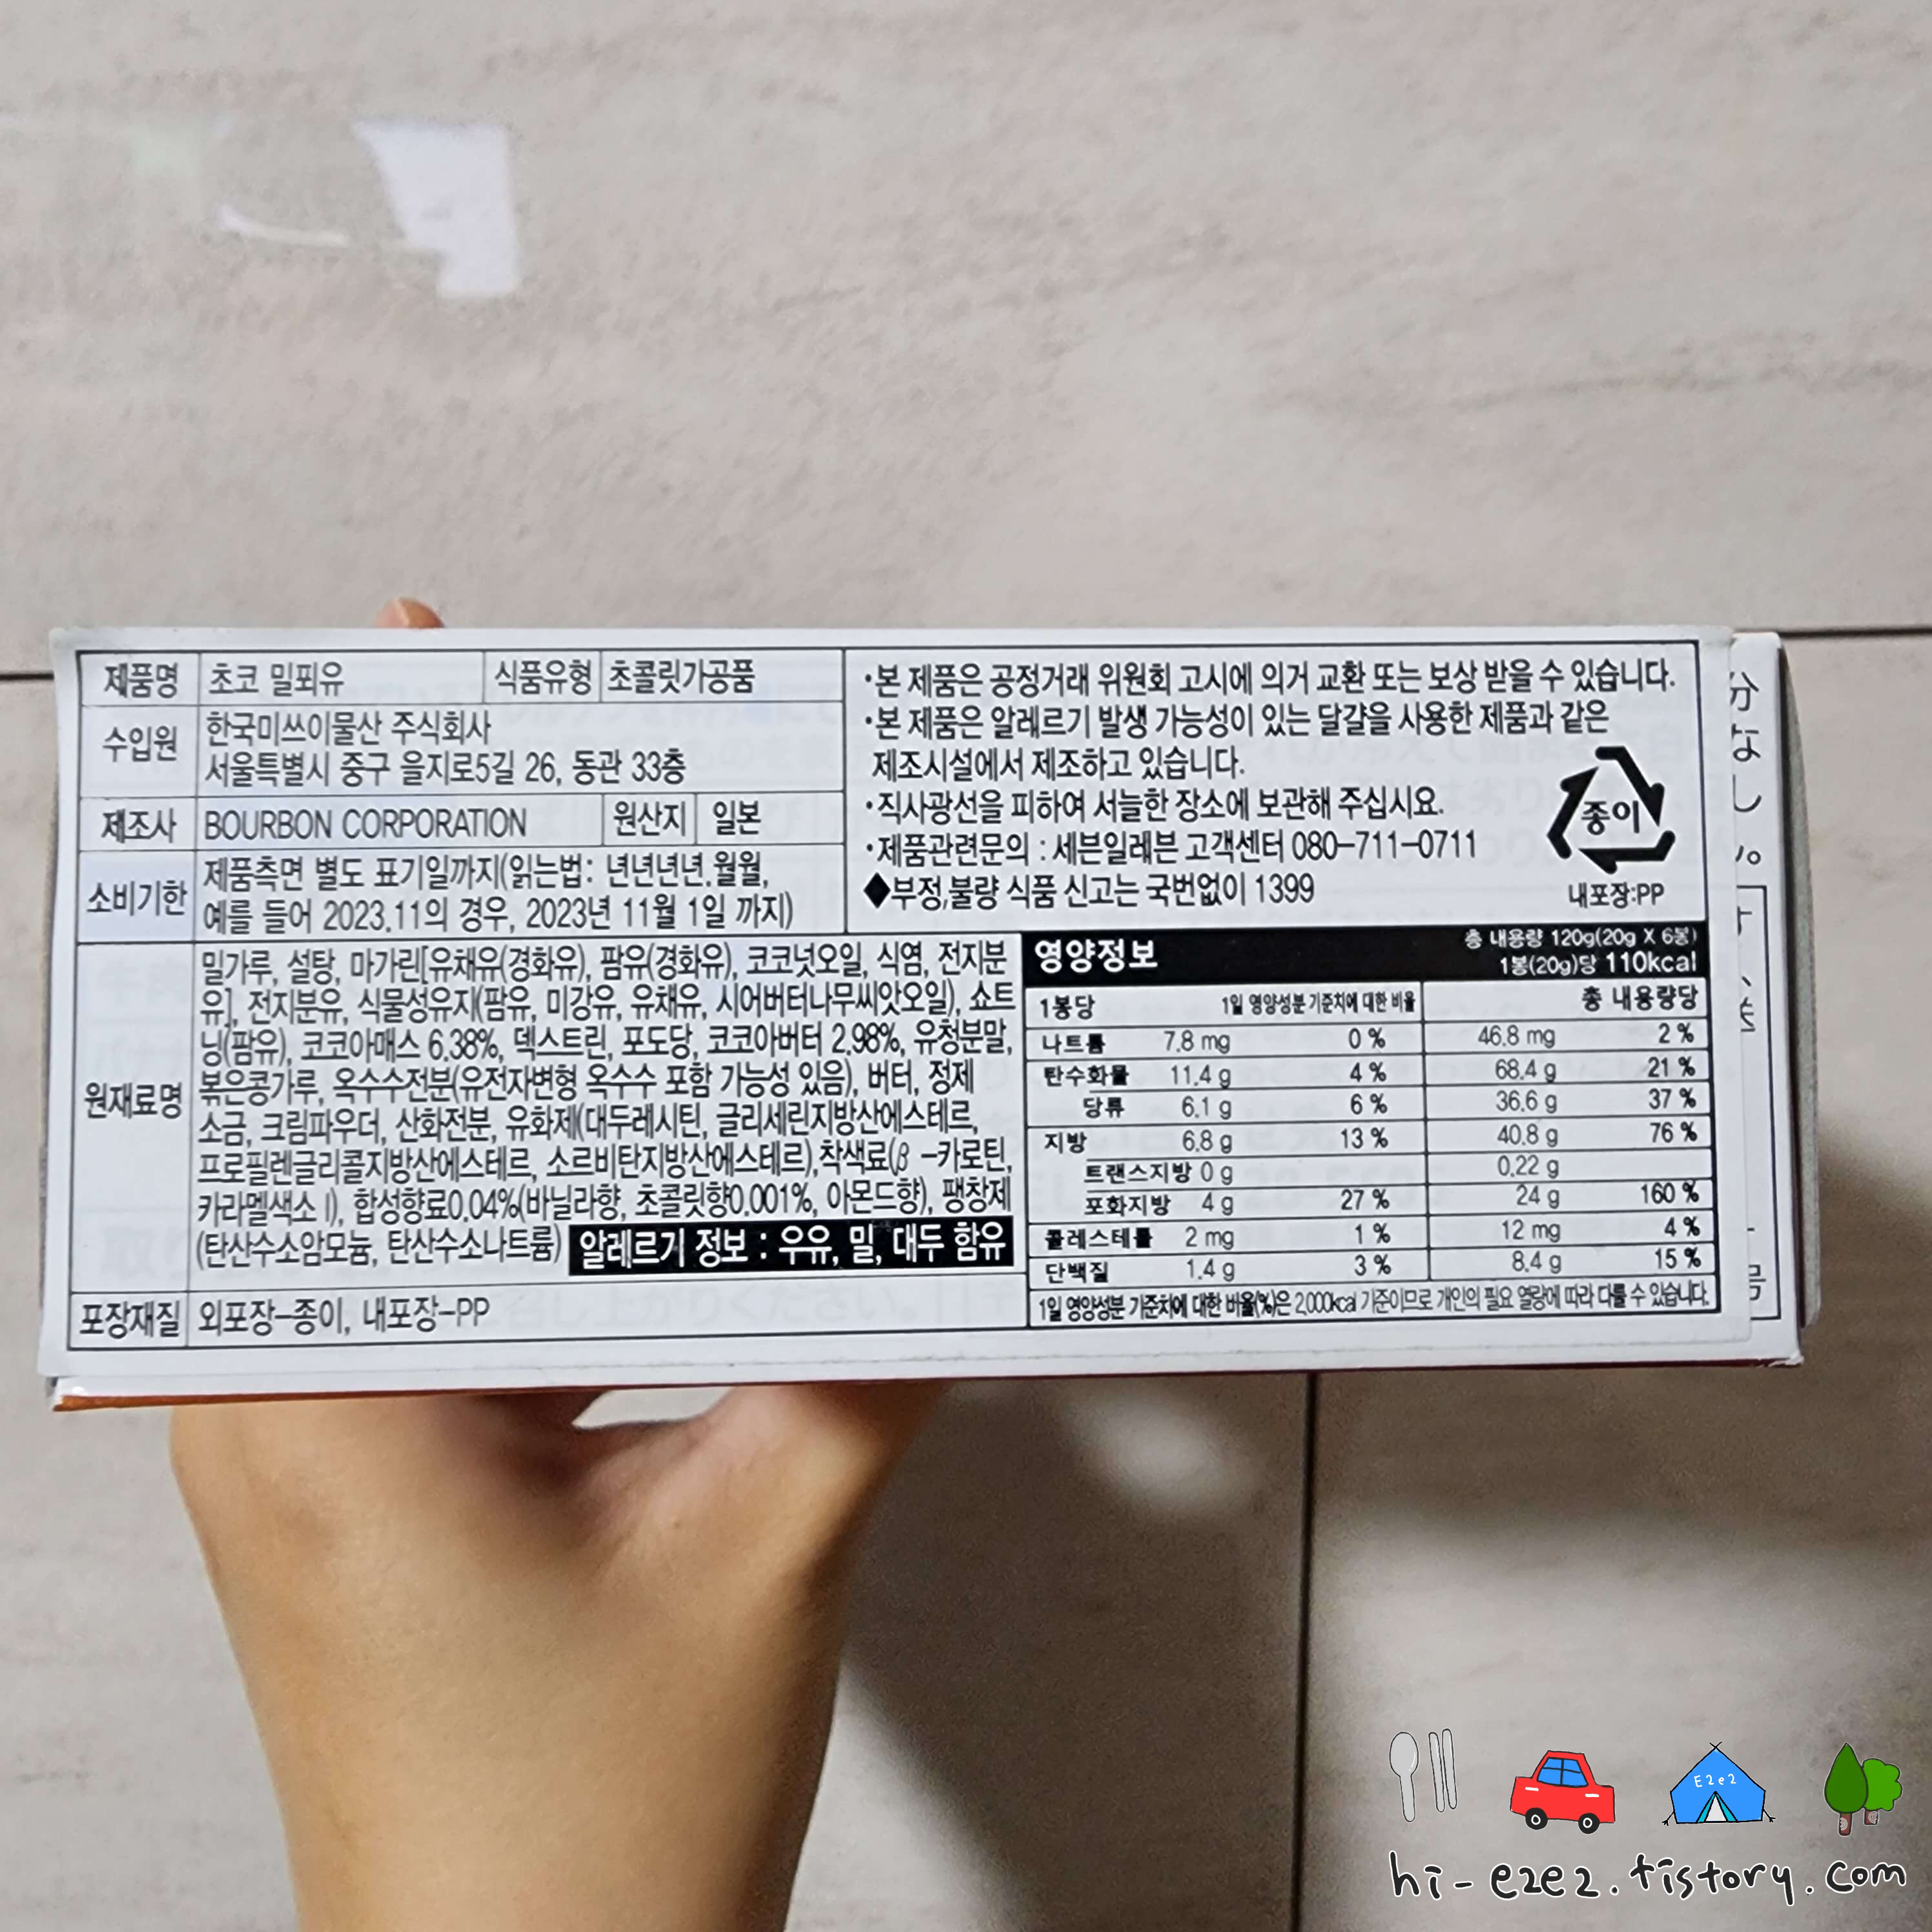 제품명 초코 밀푀유 식품유형 초콜릿가공품
수입원 한국미쓰이물산 주식회사
서울특별시 중구 을지로5길 26, 동관 33층
제조사 BOURBON CORPORATION 원산지 일본
소비기한 제품측면 별도 표기일까지(읽는법: 년년년년.월월,
예를 들어 2023.11의 경우, 2023년 11월 1일 까지)
원재료명
밀가루, 설탕, 마가린[유채유(경화유), 팜유(경화유), 코코넛오일, 식염, 전지분
유], 전지분유, 식물성유지(팜유, 미강유, 유채유, 시어버터나무씨앗오일), 쇼트
닝(팜유), 코코아매스 6.38%, 덱스트린, 포도당, 코코아버터 2.98%, 유청분말,
볶은콩가루, 옥수수전분(유전자변형 옥수수 포함 가능성 있음), 버터, 정제
소금, 크림파우더, 산화전분, 유화제(대두레시틴, 글리세린지방산에스테르,
프로필렌글리콜지방산에스테르, 소르비탄지방산에스테르),착색료(β -카로틴,
카라멜색소 I), 합성향료0.04%(바닐라향, 초콜릿향0.001%, 아몬드향), 팽창제
(탄산수소암모늄, 탄산수소나트륨) 알레르기 정보 : 우유, 밀, 대두 함유
포장재질 외포장-종이, 내포장-PP
•본 제품은 공정거래 위원회 고시에 의거 교환 또는 보상 받을 수 있습니다.
•본 제품은 알레르기 발생 가능성이 있는 달걀을 사용한 제품과 같은
제조시설에서 제조하고 있습니다.
•직사광선을 피하여 서늘한 장소에 보관해 주십시요.
•제품관련문의 : 세븐일레븐 고객센터 080-711-0711
◆부정,불량 식품 신고는 국번없이 1399
종이
내포장:PP
영양정보
총 내용량 120g(20g X 6봉)
1봉(20g)당 110kcal
1봉당 1일 영양성분 기준치에 대한 비율 총 내용량당
나트륨 7.8 mg 0 % 46.8 mg 2 %
탄수화물 11.4 g 4 % 68.4 g 21 %
당류 6.1 g 6 % 36.6 g 37 %
지방 6.8 g 13 % 40.8 g 76 %
트랜스지방 0 g 0.22 g
포화지방 4 g 27 % 24 g 160 %
콜레스테롤 2 mg 1 % 12 mg 4 %
단백질 1.4 g 3 % 8.4 g 15 %
1일 영양성분 기준치에 대한 비율(%)은 2,000kcal 기준이므로 개인의 필요 열량에 따라 다를 수 있습니다.
E2e2
hi-e2e2.tistory.com